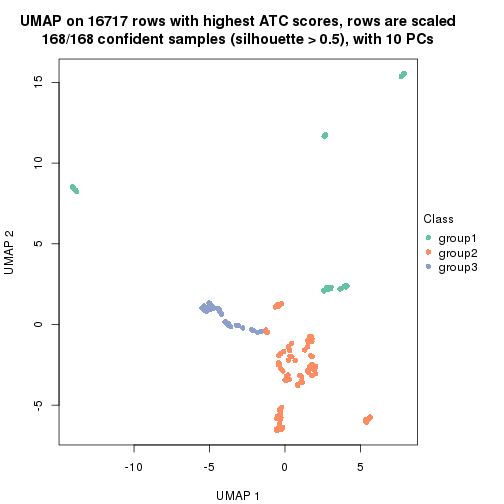 UMAP on 16717 rows with highest ATC scores, rows are scaled
168/168 confident samples (silhouette > 0.5), with 10 PCs
15
10
5
0
-5
UMAP 2
-10
-5
0
5
UMAP 1
Class
group1
group2
group3